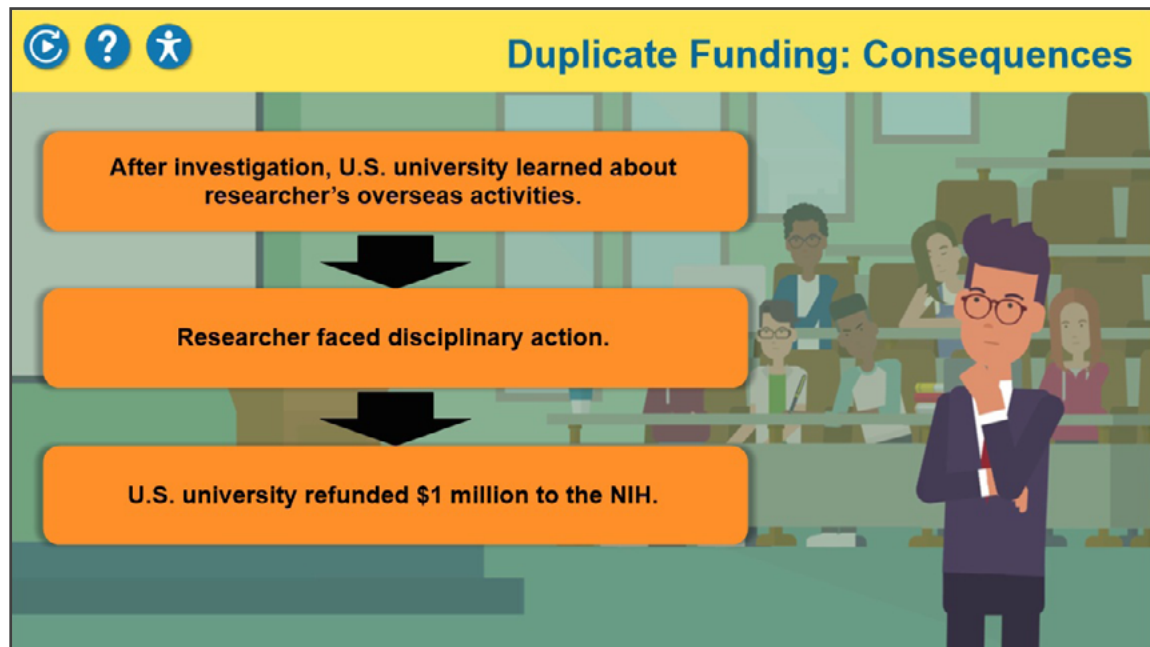 ?
Duplicate Funding: Consequences
After investigation, U.S. university learned about
researcher's overseas activities.
Researcher faced disciplinary action.
U.S. university refunded $1 million to the NIH.